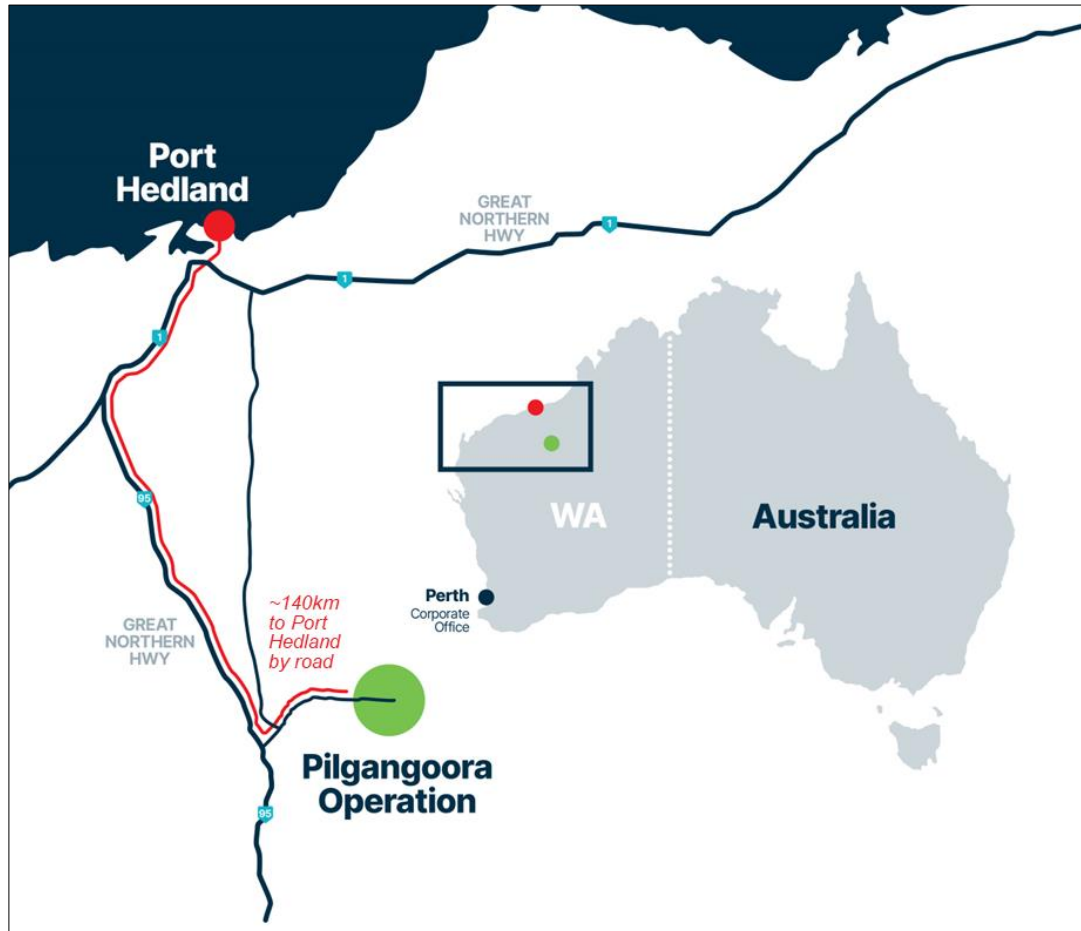 Port
Hedland
GREAT
NORTHERN
HWY
1
1
1
95
WA
Australia
Perth
Corporate
Office
~140km
to Port
Hedland
by road
GREAT
NORTHERN
HWY
Pilgangoora
Operation
95